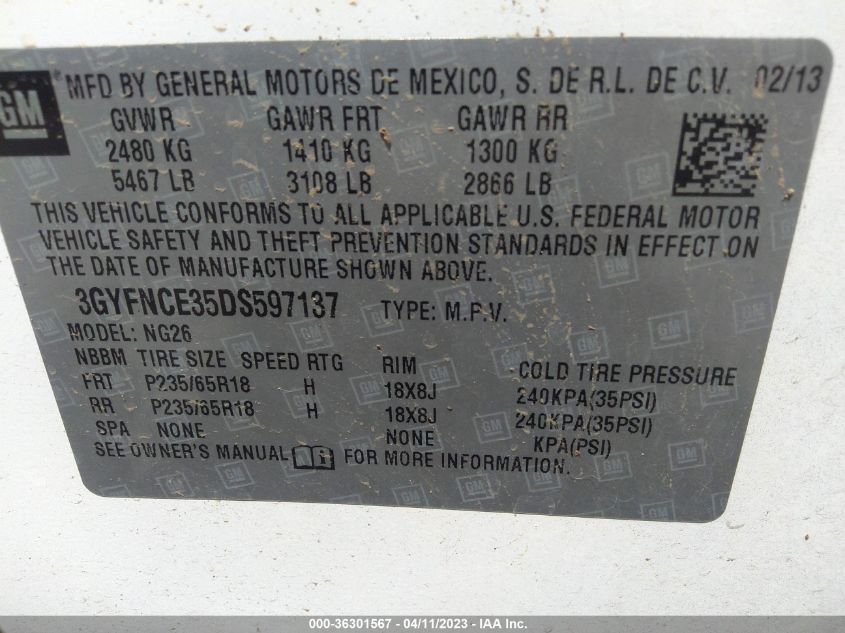 GM® MFD BY GENERAL MOTORS DE MEXICO, S. DE R.L. DE C.V. 02/13
GVWR GAWR FRT GAWR RR
2480 KG 1410 KG 1300 KG
5467 LB 3108 LB 2866 LB
THIS VEHICLE CONFORMS TO ALL APPLICABLE U.S. FEDERAL MOTOR
VEHICLE SAFETY AND THEFT PREVENTION STANDARDS IN EFFECT ON
THE DATE OF MANUFACTURE SHOWN ABOVE.
3GYFNCE35DS597137 TYPE: M.P.V.
MODEL: NG26
NBBM TIRE SIZE SPEED RTG RIM COLD TIRE PRESSURE
FRT P235/65R18 H 18X8J 240KPA(35PSI)
RR P235/65R18 H 18X8J 240KPA(35PSI)
SPA NONE NONE KPA(PSI)
SEE OWNER'S MANUAL FOR MORE INFORMATION.
000-36301567 - 04/11/2023 - IAA Inc.